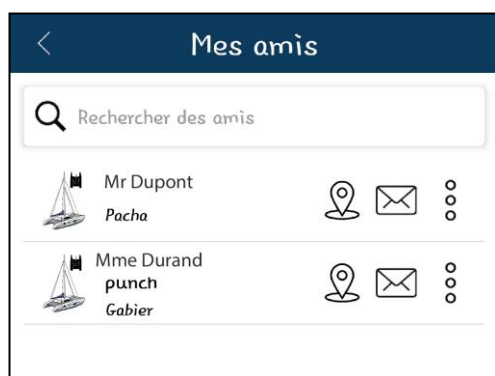 Mes amis
Rechercher des amis
Mr Dupont
Pacha
Mme Durand
punch
Gabier